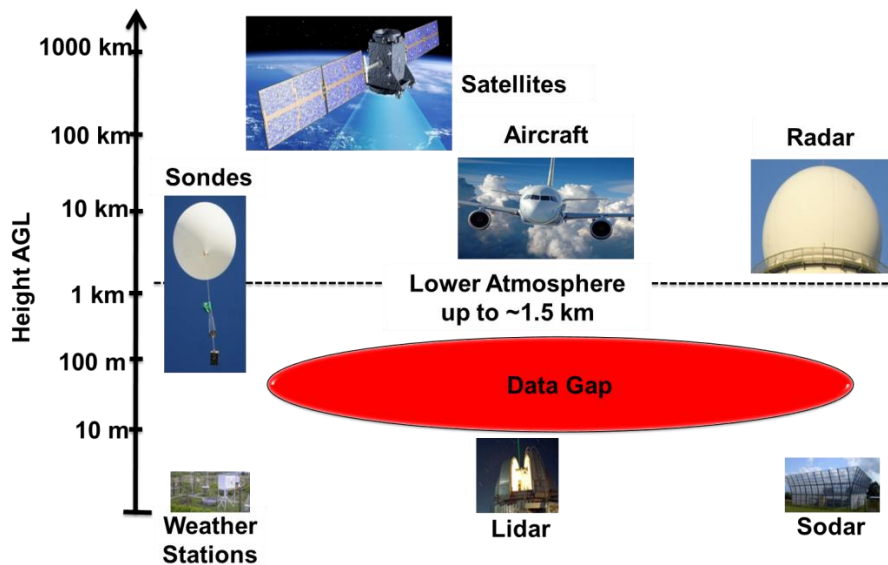 1000 km
Satellites
100 km
Aircraft
Radar
Sondes
10 km
Height AGL
Lower Atmosphere
up to ~1.5 km
1 km
100 m
Data Gap
10 m
Weather
Stations
Lidar
Sodar